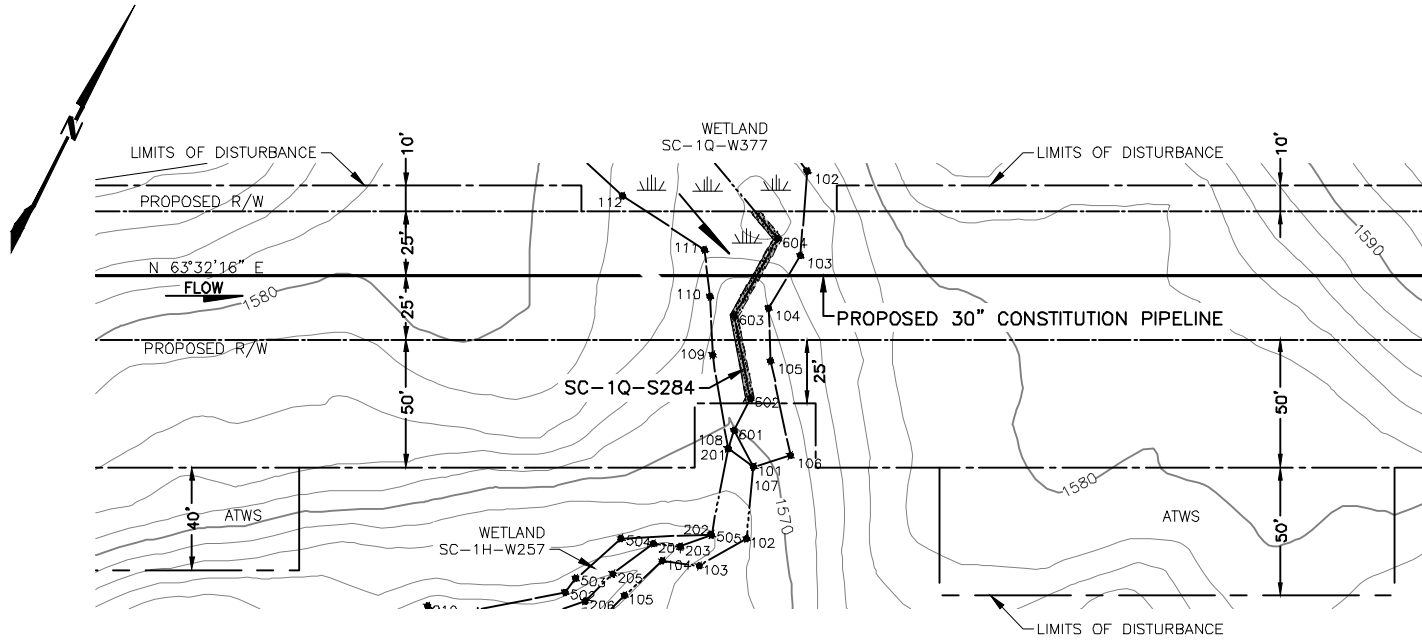 N
WETLAND
SC-1Q-W377
LIMITS OF DISTURBANCE
10'
LIMITS OF DISTURBANCE
10'
102
PROPOSED R/W
112
604
1590
25'
111
103
N 63°32'16" E
FLOW
1580
110
104
603
PROPOSED 30" CONSTITUTION PIPELINE
25'
PROPOSED R/W
109
105
25'
SC-1Q-S284
50'
602
50'
601
108
201
106
101
107
1580
1570
40'
ATWS
ATWS
50'
WETLAND
SC-1H-W257
202
505
102
504
203
104
103
503
205
502
105
206
LIMITS OF DISTURBANCE